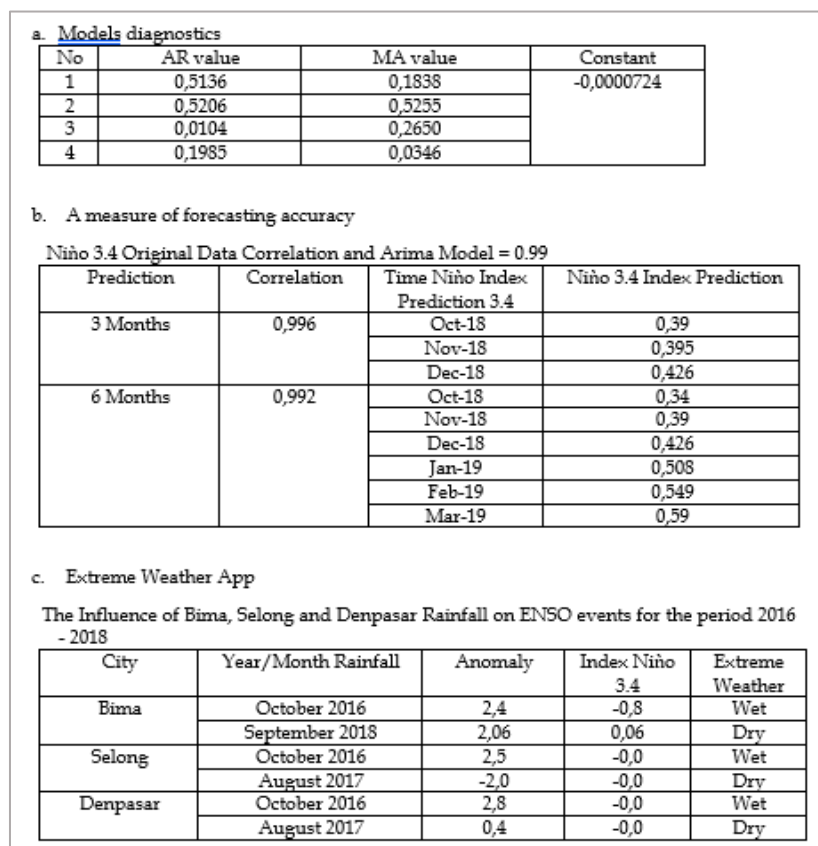 a. Models diagnostics
No AR value MA value Constant
1 0,5136 0,1838 -0,0000724
2 0,5206 0,5255
3 0,0104 0,2650
4 0,1985 0,0346
b. A measure of forecasting accuracy
Niño 3.4 Original Data Correlation and Arima Model = 0.99
Prediction Correlation Time Niño Index Niño 3.4 Index Prediction
Prediction 3.4
3 Months 0,996 Oct-18 0,39
Nov-18 0,395
Dec-18 0,426
6 Months 0,992 Oct-18 0,34
Nov-18 0,39
Dec-18 0,426
Jan-19 0,508
Feb-19 0,549
Mar-19 0,59
c. Extreme Weather App
The Influence of Bima, Selong and Denpasar Rainfall on ENSO events for the period 2016
- 2018
City Year/Month Rainfall Anomaly Index Niño Extreme
3.4 Weather
Bima October 2016 2,4 -0,8 Wet
September 2018 2,06 0,06 Dry
Selong October 2016 2,5 -0,0 Wet
August 2017 -2,0 -0,0 Dry
Denpasar October 2016 2,8 -0,0 Wet
August 2017 0,4 -0,0 Dry